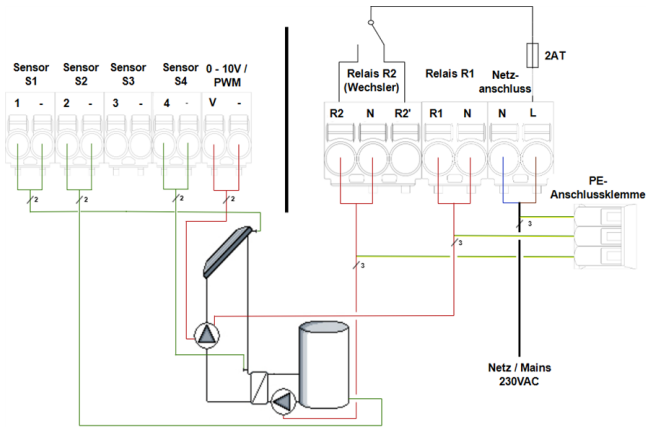 Sensor S1
Sensor S2
Sensor S3
Sensor S4
0 - 10V / PWM
1 - 2 - 3 - 4 - V -
2 2 2 2
Relais R2 (Wechsler)
Relais R1
Netz-anschluss
2AT
R2 N R2' R1 N N L
PE-Anschlussklemme
3
3
3
Netz / Mains
230VAC